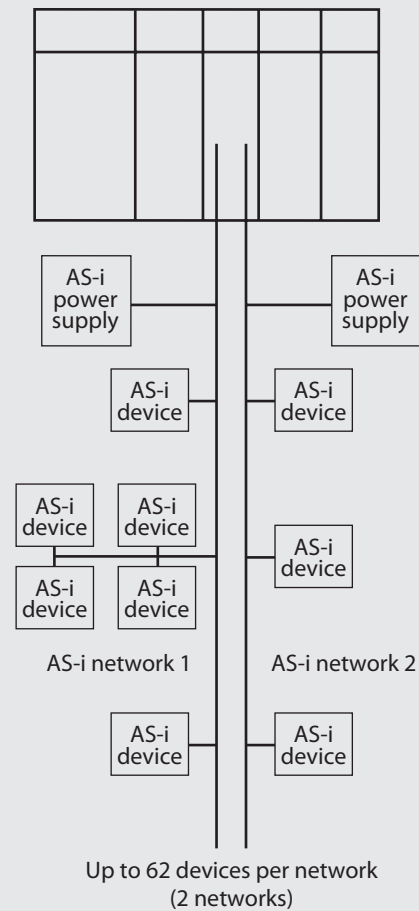 AS-i
power
supply
AS-i
power
supply
AS-i
device
AS-i
device
AS-i
device
AS-i
device
AS-i
device
AS-i
device
AS-i
device
AS-i network 1
AS-i network 2
AS-i
device
AS-i
device
Up to 62 devices per network
(2 networks)